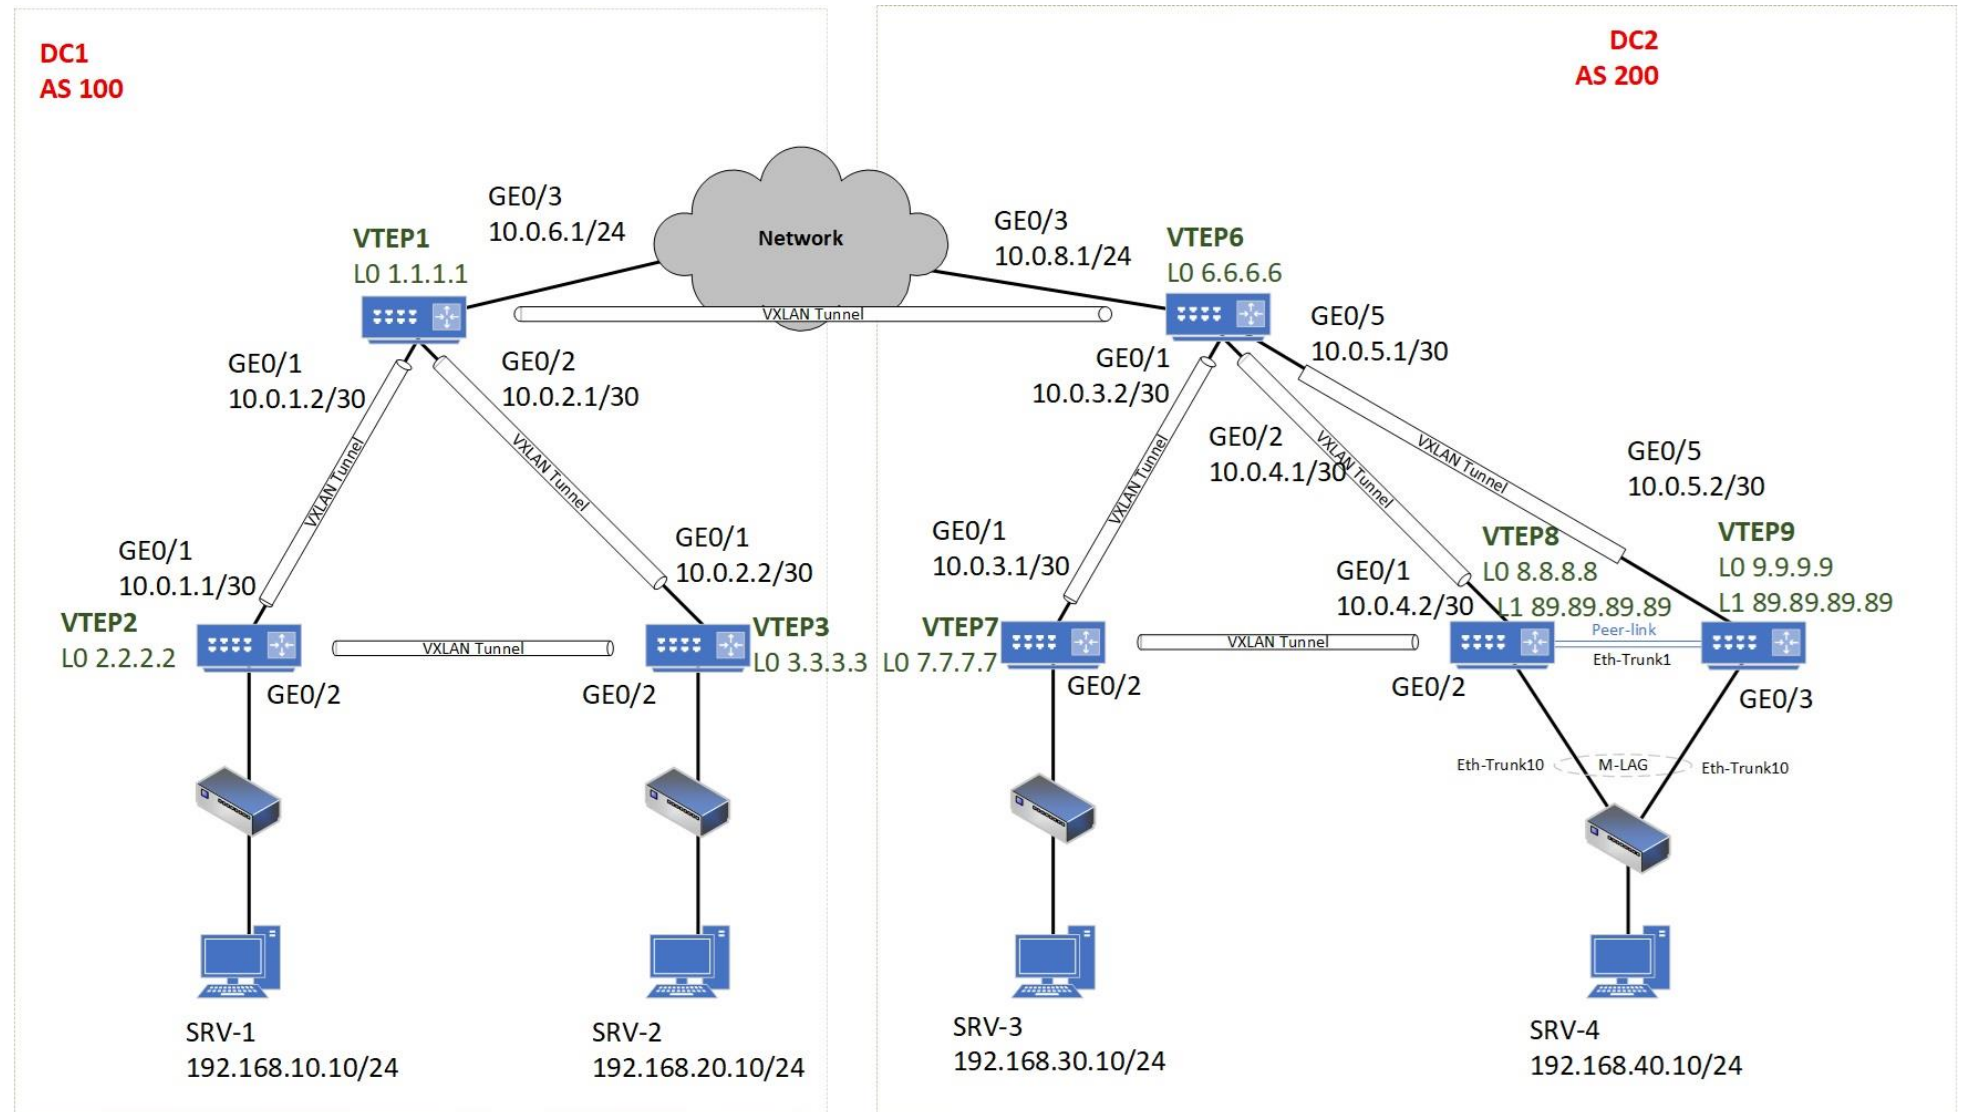 DC1
AS 100
DC2
AS 200
Network
GE0/3
10.0.6.1/24
GE0/3
10.0.8.1/24
VTEP1
L0 1.1.1.1
VTEP6
L0 6.6.6.6
VXLAN Tunnel
GE0/1
10.0.1.2/30
GE0/2
10.0.2.1/30
GE0/1
10.0.3.2/30
GE0/5
10.0.5.1/30
GE0/2
10.0.4.1/30
VXLAN Tunnel
VXLAN Tunnel
VXLAN Tunnel
VXLAN Tunnel
VXLAN Tunnel
GE0/5
10.0.5.2/30
GE0/1
10.0.1.1/30
GE0/1
10.0.2.2/30
GE0/1
10.0.3.1/30
GE0/1
10.0.4.2/30
VTEP8
L0 8.8.8.8
L1 89.89.89.89
VTEP9
L0 9.9.9.9
L1 89.89.89.89
VTEP2
L0 2.2.2.2
VXLAN Tunnel
VTEP3
L0 3.3.3.3
VTEP7
L0 7.7.7.7
VXLAN Tunnel
Peer-link
Eth-Trunk1
GE0/2
GE0/2
GE0/2
GE0/2
GE0/3
Eth-Trunk10
M-LAG
Eth-Trunk10
SRV-1
192.168.10.10/24
SRV-2
192.168.20.10/24
SRV-3
192.168.30.10/24
SRV-4
192.168.40.10/24